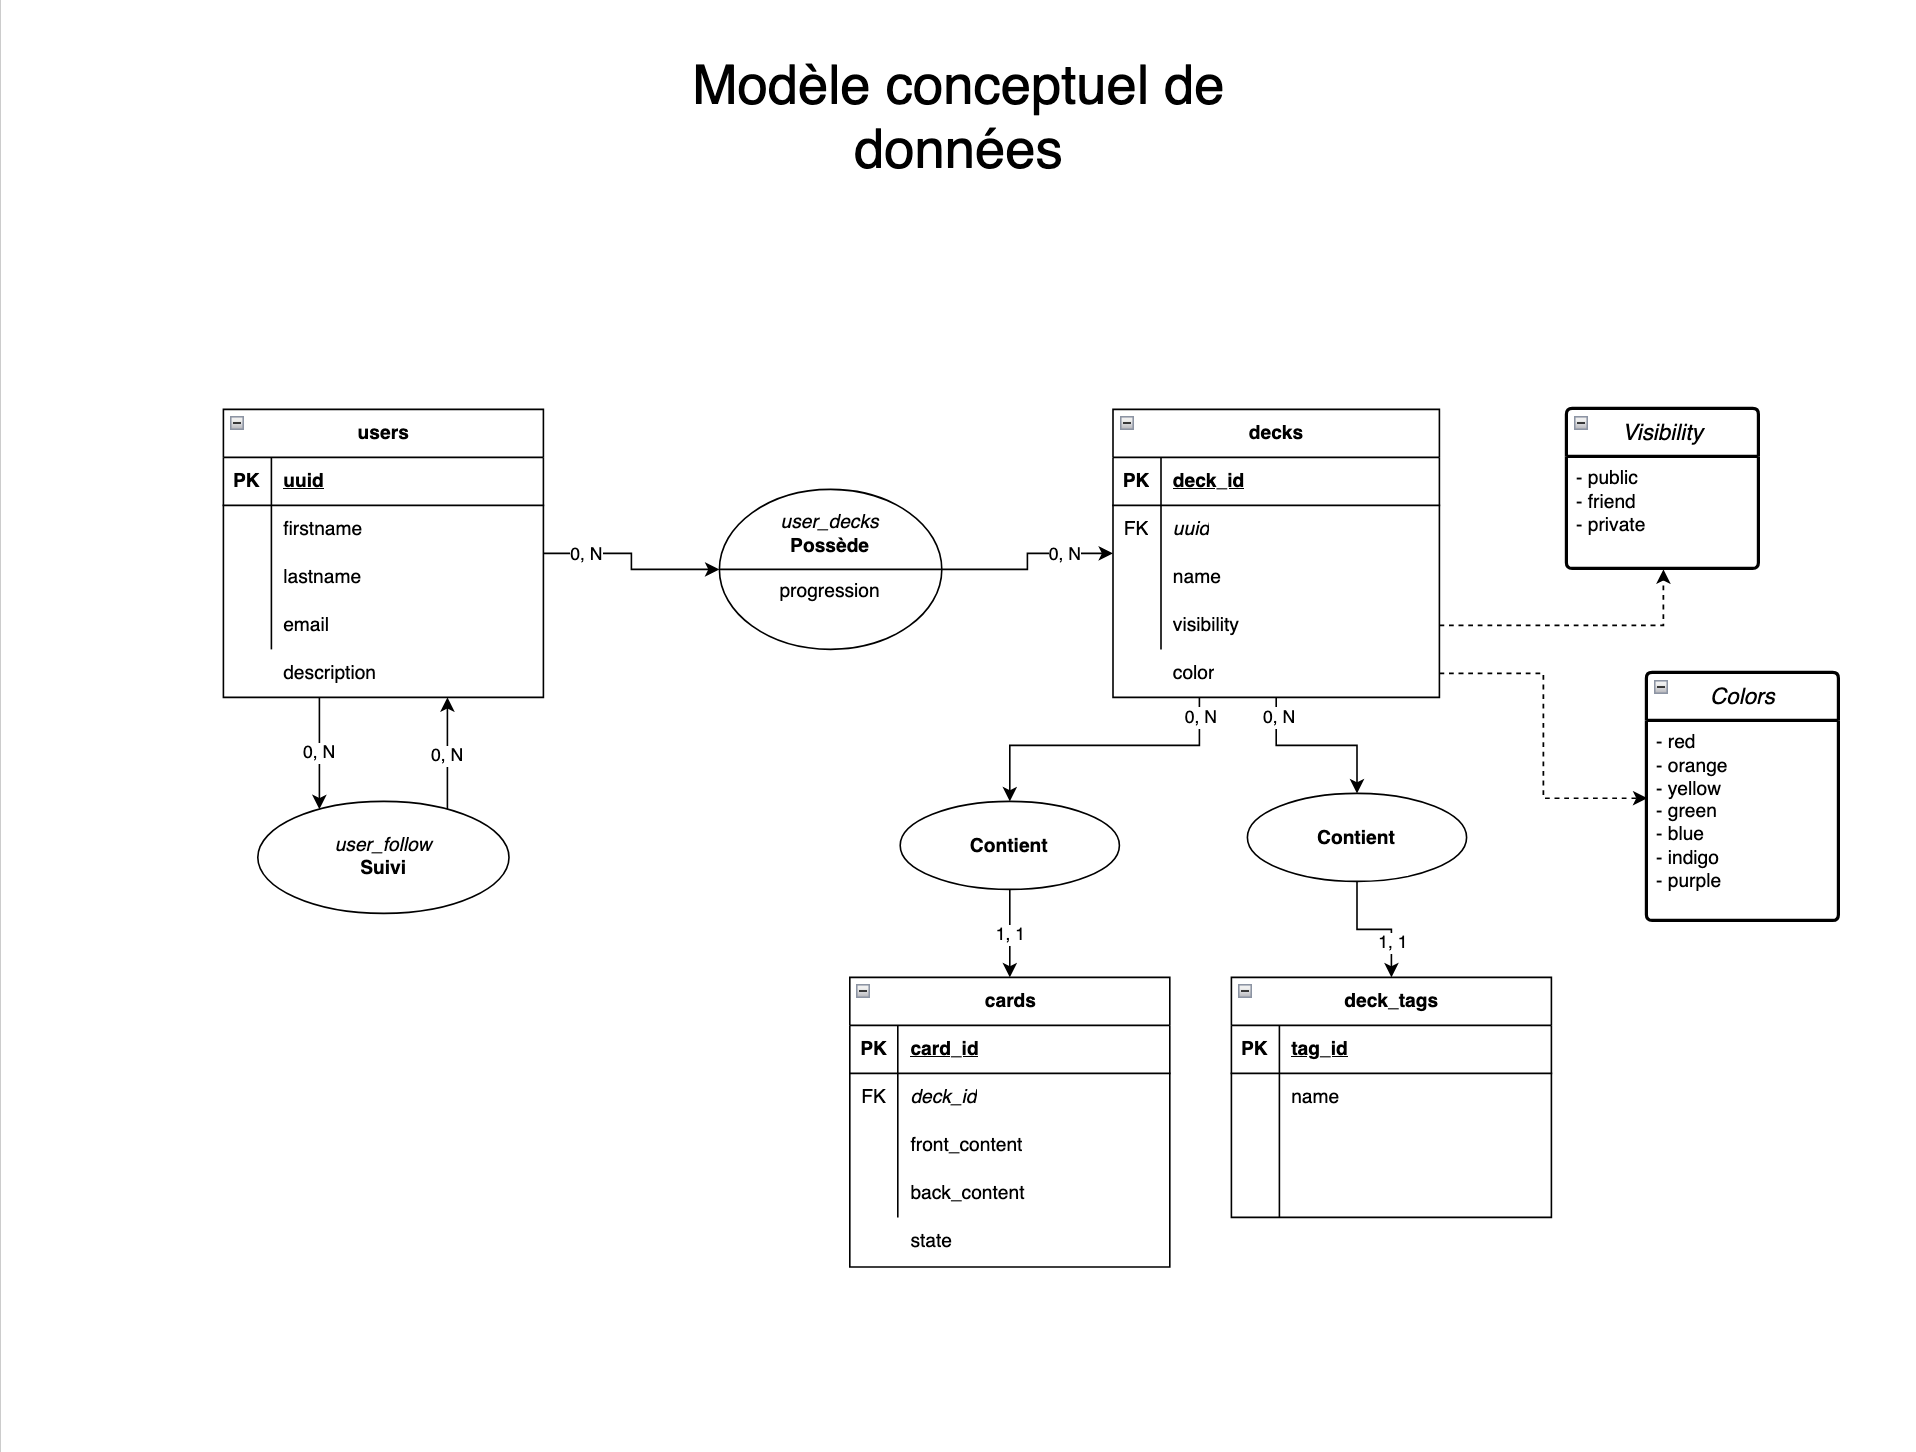 Modèle conceptuel de
données
users
PK uuid
firstname
lastname
email
description
0, N
user_decks
Possède
progression
0, N
decks
PK deck_id
FK uuid
name
visibility
color
Visibility
- public
- friend
- private
Colors
- red
- orange
- yellow
- green
- blue
- indigo
- purple
0, N
0, N
user_follow
Suivi
0, N
0, N
Contient
Contient
1, 1
1, 1
cards
PK card_id
FK deck_id
front_content
back_content
state
deck_tags
PK tag_id
name